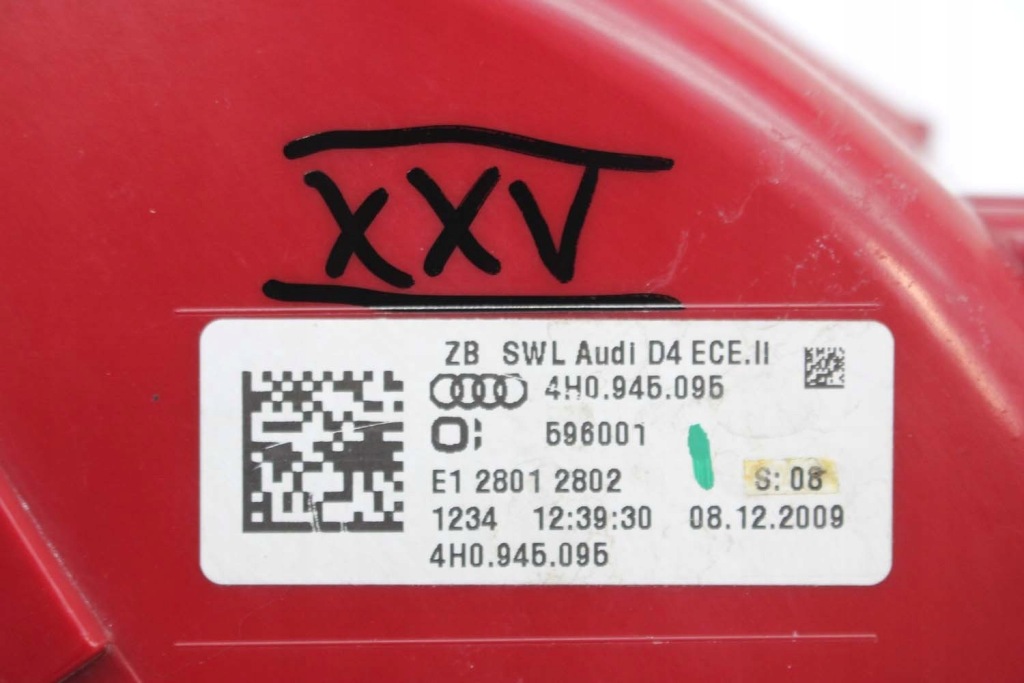 XXV
ZB SWL Audi D4 ECE.II
4H0.945.095
596001
E1 2801 2802
S: 08
1234 12:39:30 08.12.2009
4H0.945.095